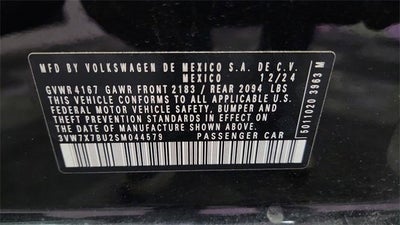 MFD BY VOLKSWAGEN DE MEXICO S.A. DE C.V.
MEXICO 12/24
GVWR 4167 GAWR FRONT 2183 / REAR 2094 LBS
THIS VEHICLE CONFORMS TO ALL APPLICABLE U.S.
FEDERAL MOTOR VEHICLE SAFETY, BUMPER AND
THEFT PREVENTION STANDARDS IN EFFECT ON THE
DATE OF MANUFACTURE SHOWN ABOVE.
3VW7X7BU2SM044579 PASSENGER CAR
5011020 3963 M